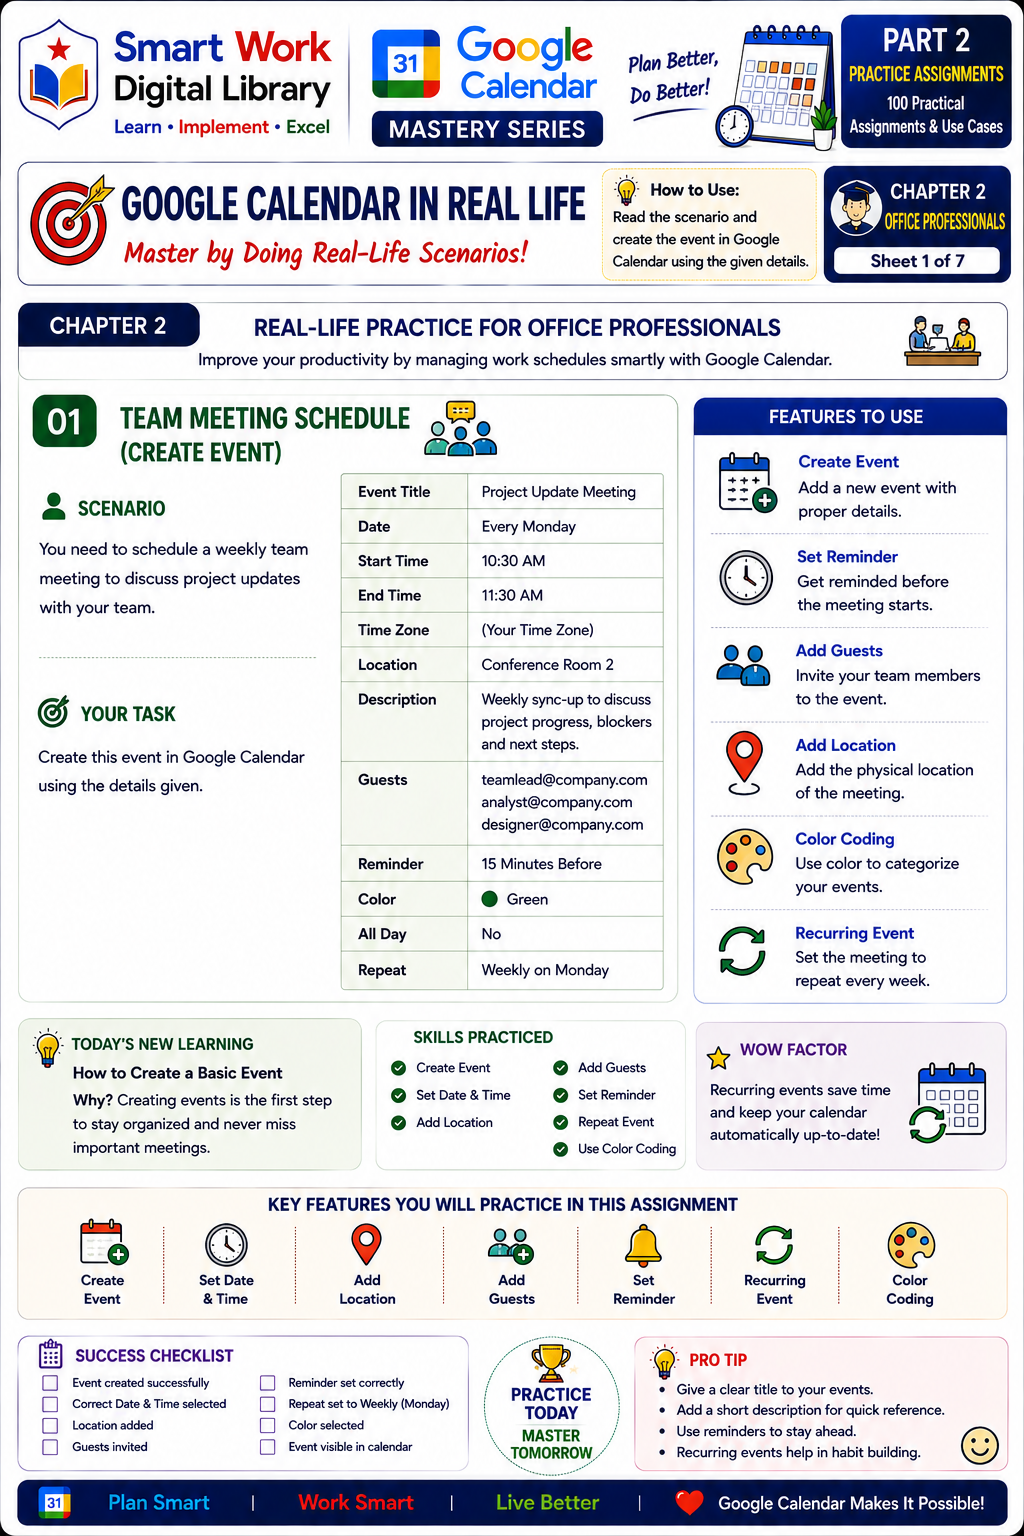 Smart Work
Digital Library
Learn • Implement • Excel
31
Google
Calendar
MASTERY SERIES
Plan Better,
Do Better!
PART 2
PRACTICE ASSIGNMENTS
100 Practical
Assignments & Use Cases
GOOGLE CALENDAR IN REAL LIFE
Master by Doing Real-Life Scenarios!
How to Use:
Read the scenario and
create the event in Google
Calendar using the given details.
CHAPTER 2
OFFICE PROFESSIONALS
Sheet 1 of 7
CHAPTER 2
REAL-LIFE PRACTICE FOR OFFICE PROFESSIONALS
Improve your productivity by managing work schedules smartly with Google Calendar.
01
TEAM MEETING SCHEDULE
(CREATE EVENT)
SCENARIO
You need to schedule a weekly team
meeting to discuss project updates
with your team.
YOUR TASK
Create this event in Google Calendar
using the details given.
Event Title Project Update Meeting
Date Every Monday
Start Time 10:30 AM
End Time 11:30 AM
Time Zone (Your Time Zone)
Location Conference Room 2
Description Weekly sync-up to discuss
project progress, blockers
and next steps.
Guests teamlead@company.com
analyst@company.com
designer@company.com
Reminder 15 Minutes Before
Color Green
All Day No
Repeat Weekly on Monday
FEATURES TO USE
Create Event
Add a new event with
proper details.
Set Reminder
Get reminded before
the meeting starts.
Add Guests
Invite your team members
to the event.
Add Location
Add the physical location
of the meeting.
Color Coding
Use color to categorize
your events.
Recurring Event
Set the meeting to
repeat every week.
TODAY'S NEW LEARNING
How to Create a Basic Event
Why? Creating events is the first step
to stay organized and never miss
important meetings.
SKILLS PRACTICED
Create Event
Set Date & Time
Add Location
Add Guests
Set Reminder
Repeat Event
Use Color Coding
WOW FACTOR
Recurring events save time
and keep your calendar
automatically up-to-date!
KEY FEATURES YOU WILL PRACTICE IN THIS ASSIGNMENT
Create
Event
Set Date
& Time
Add
Location
Add
Guests
Set
Reminder
Recurring
Event
Color
Coding
SUCCESS CHECKLIST
Event created successfully
Correct Date & Time selected
Location added
Guests invited
Reminder set correctly
Repeat set to Weekly (Monday)
Color selected
Event visible in calendar
PRACTICE
TODAY
MASTER
TOMORROW
PRO TIP
• Give a clear title to your events.
• Add a short description for quick reference.
• Use reminders to stay ahead.
• Recurring events help in habit building.
31
Plan Smart | Work Smart | Live Better | Google Calendar Makes It Possible!